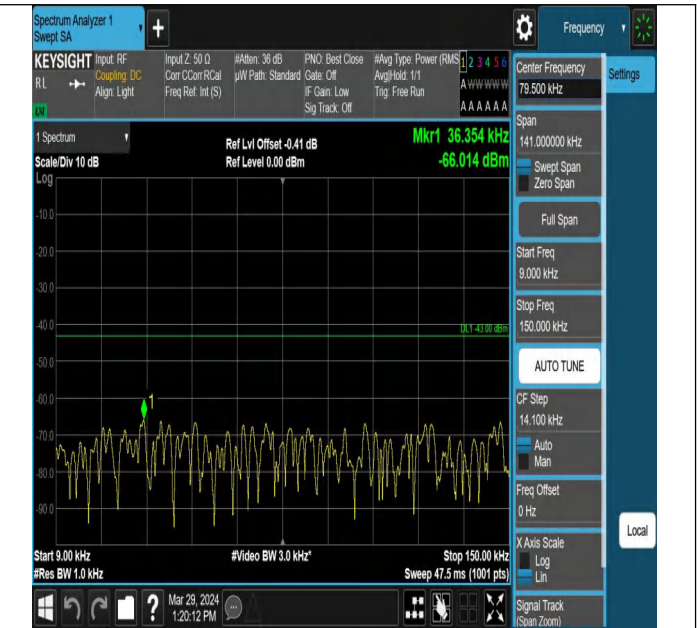 Spectrum Analyzer 1
Swept SA
Frequency
KEYSIGHT
RL
Input: RF
Coupling: DC
Align: Light
Input Z: 50 Ω
Corr CCorr RCal
Freq Ref: Int (S)
#Atten: 36 dB
µW Path: Standard
PNO: Best Close
Gate: Off
IF Gain: Low
Sig Track: Off
#Avg Type: Power (RMS
Avg|Hold: 1/1
Trig: Free Run
1 2 3 4 5 6
A W W W W W
A A A A A A
1 Spectrum
Scale/Div 10 dB
Log
Ref Lvl Offset -0.41 dB
Ref Level 0.00 dBm
Mkr1 36.354 kHz
-66.014 dBm
-10.0
-20.0
-30.0
-40.0
DL1 -43.00 dBm
-50.0
-60.0
1
-70.0
-80.0
-90.0
Start 9.00 kHz
#Res BW 1.0 kHz
#Video BW 3.0 kHz*
Stop 150.00 kHz
Sweep 47.5 ms (1001 pts)
Mar 29, 2024
1:20:12 PM
Center Frequency
79.500 kHz
Settings
Span
141.000000 kHz
Swept Span
Zero Span
Full Span
Start Freq
9.000 kHz
Stop Freq
150.000 kHz
AUTO TUNE
CF Step
14.100 kHz
Auto
Man
Freq Offset
0 Hz
X Axis Scale
Log
Lin
Local
Signal Track
(Span Zoom)